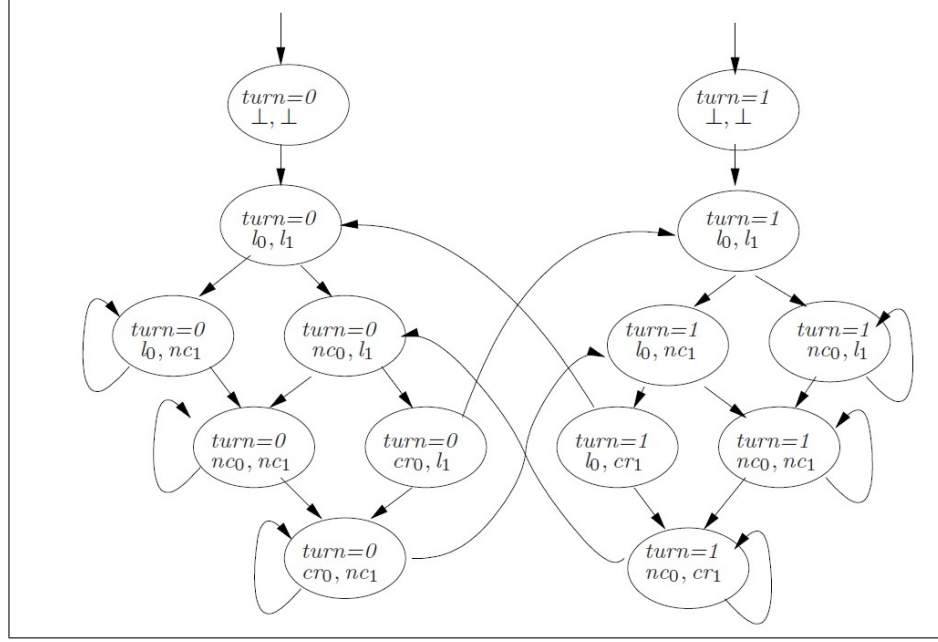 turn=0
⊥, ⊥
turn=1
⊥, ⊥
turn=0
l₀, l₁
turn=1
l₀, l₁
turn=0
l₀, nc₁
turn=0
nc₀, l₁
turn=1
l₀, nc₁
turn=1
nc₀, l₁
turn=0
nc₀, nc₁
turn=0
cr₀, l₁
turn=1
l₀, cr₁
turn=1
nc₀, nc₁
turn=0
cr₀, nc₁
turn=1
nc₀, cr₁